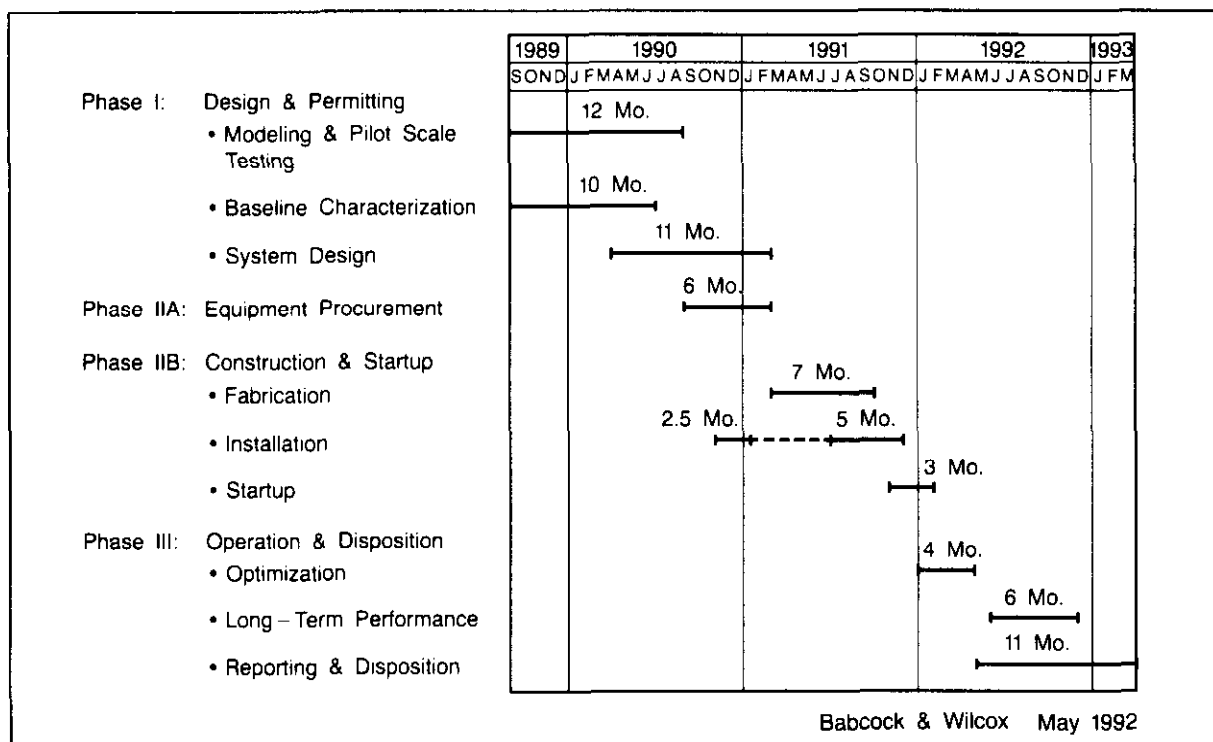 1989 1990 1991 1992 1993
SOND JFMAMJJASOND JFMAMJJASOND JFMAMJJASOND JFM
Phase I: Design & Permitting
12 Mo.
• Modeling & Pilot Scale
Testing
10 Mo.
• Baseline Characterization
11 Mo.
• System Design
6 Mo.
Phase IIA: Equipment Procurement
Phase IIB: Construction & Startup
7 Mo.
• Fabrication
2.5 Mo. 5 Mo.
• Installation
3 Mo.
• Startup
Phase III: Operation & Disposition
4 Mo.
• Optimization
6 Mo.
• Long – Term Performance
11 Mo.
• Reporting & Disposition
Babcock & Wilcox May 1992